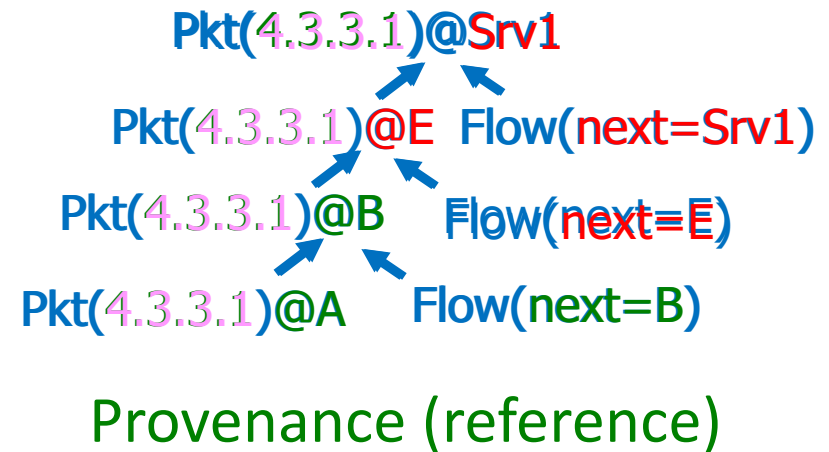 Pkt(4.3.3.1)@Srv1
Pkt(4.3.3.1)@E Flow(next=Srv1)
Pkt(4.3.3.1)@B Flow(next=E)
Pkt(4.3.3.1)@A Flow(next=B)
Provenance (reference)